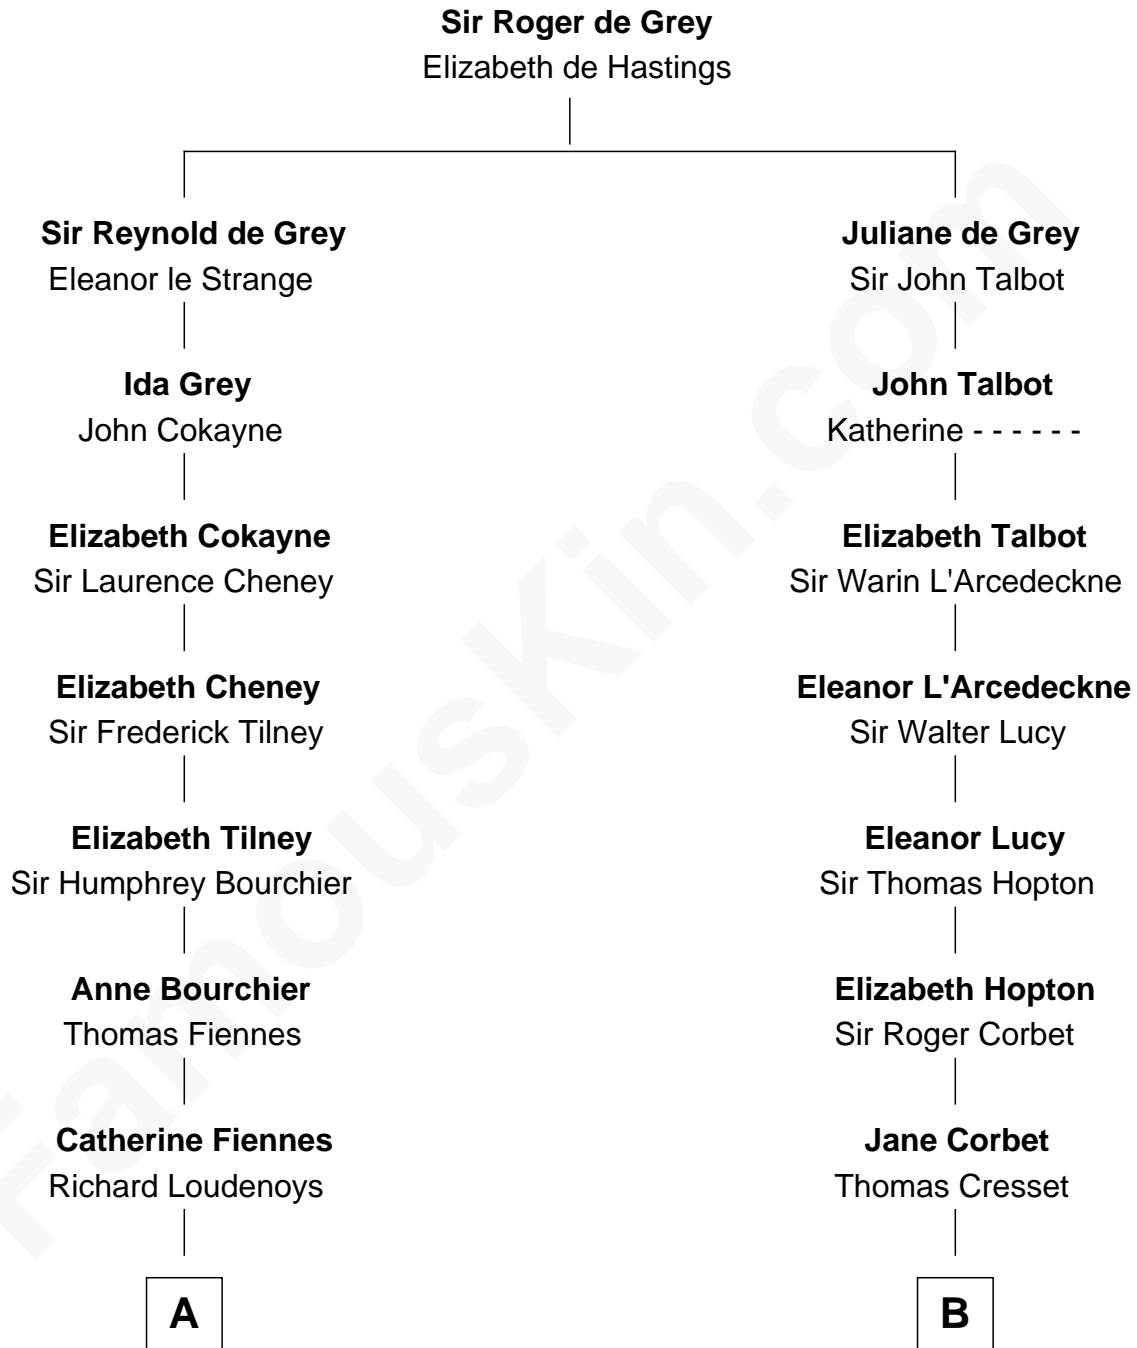 Sir Roger de Grey
Elizabeth de Hastings
Sir Reynold de Grey
Eleanor le Strange
Juliane de Grey
Sir John Talbot
Ida Grey
John Cokayne
John Talbot
Katherine - - - - - -
Elizabeth Cokayne
Sir Laurence Cheney
Elizabeth Talbot
Sir Warin L'Arcedeckne
Elizabeth Cheney
Sir Frederick Tilney
Eleanor L'Arcedeckne
Sir Walter Lucy
Elizabeth Tilney
Sir Humphrey Bourchier
Eleanor Lucy
Sir Thomas Hopton
Anne Bourchier
Thomas Fiennes
Elizabeth Hopton
Sir Roger Corbet
Catherine Fiennes
Richard Loudenoys
Jane Corbet
Thomas Cresset
A
B
FamousKin.com